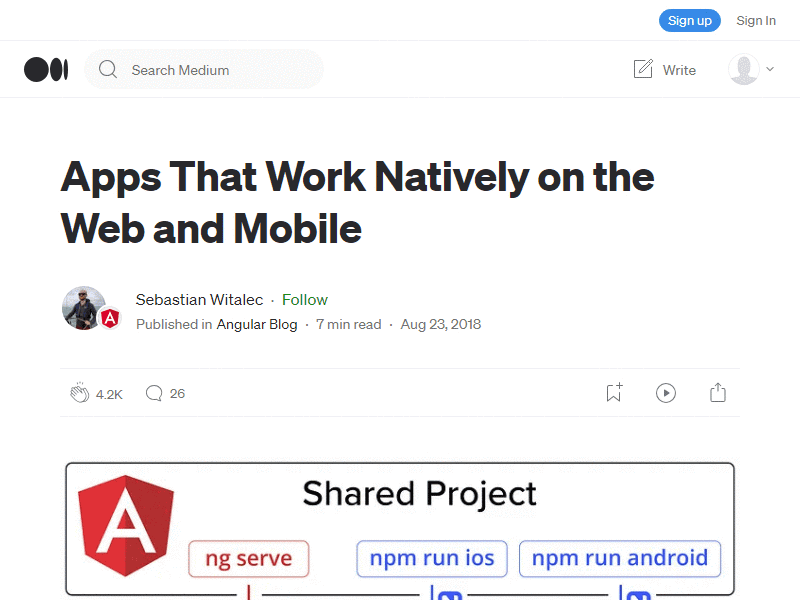 Sign up
Sign In
Search Medium
Write
Apps That Work Natively on the
Web and Mobile
Sebastian Witalec · Follow
Published in Angular Blog · 7 min read · Aug 23, 2018
4.2K
26
A
Shared Project
ng serve
npm run ios
npm run android